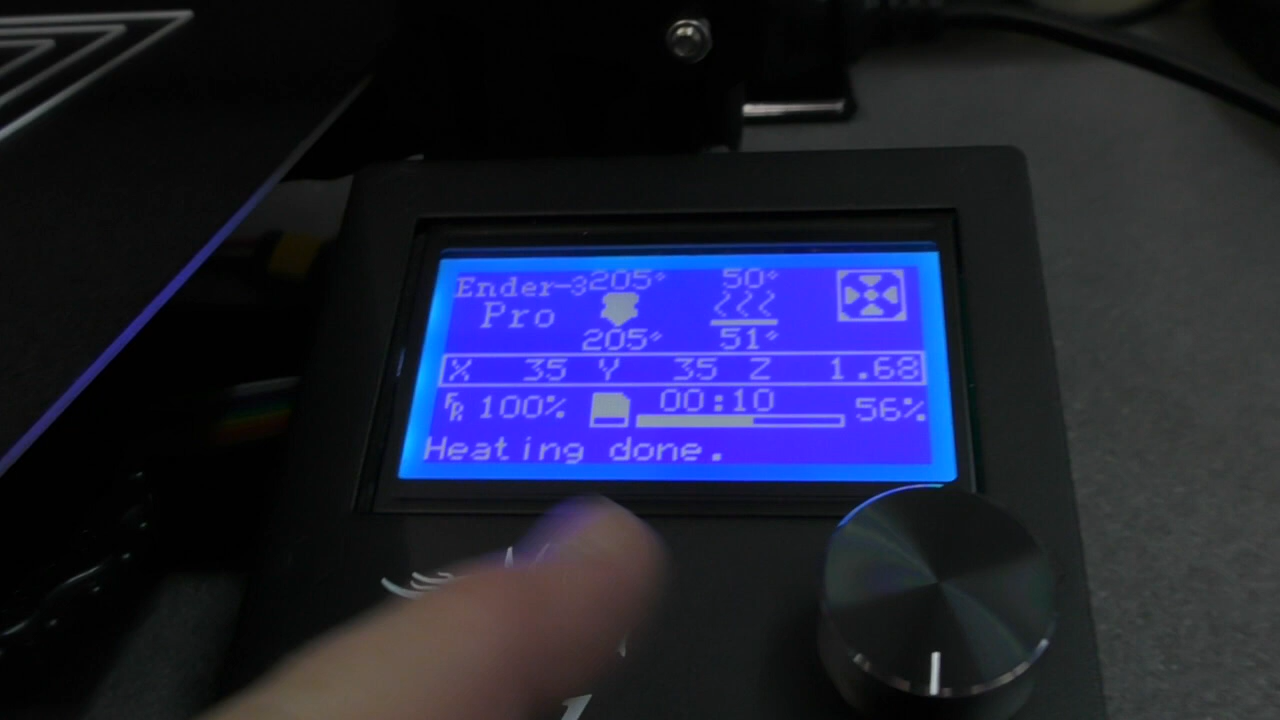 Ender-3 205° 50°
Pro
205° 51°
X 35 Y 35 Z 1.68
FR 100% 00:10 56%
Heating done.